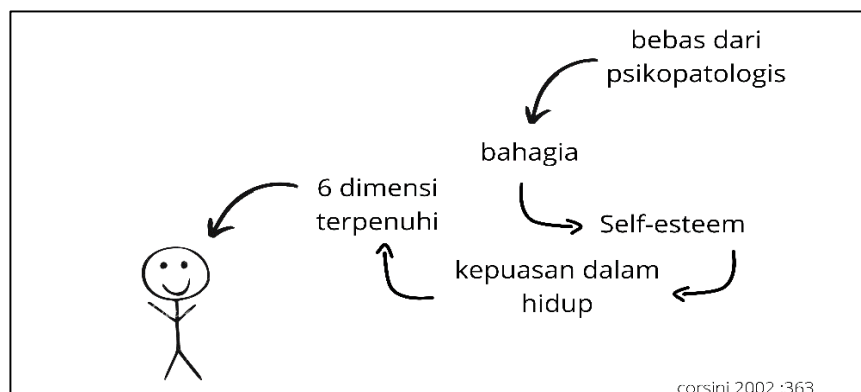 bebas dari
psikopatologis
bahagia
Self-esteem
kepuasan dalam
hidup
6 dimensi
terpenuhi
corsini 2002 :363